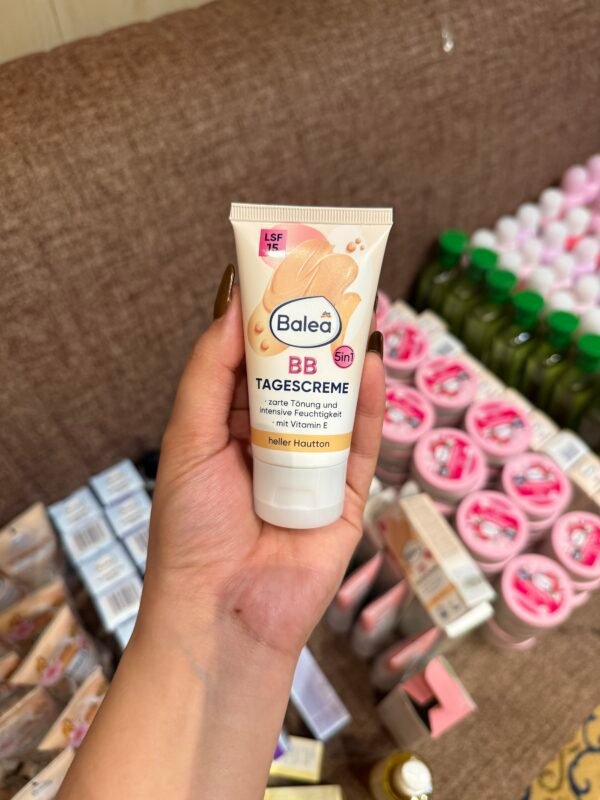 LSF
15
Balea
5in1
BB
TAGESCREME
· zarte Tönung und
intensive Feuchtigkeit
· mit Vitamin E
heller Hautton